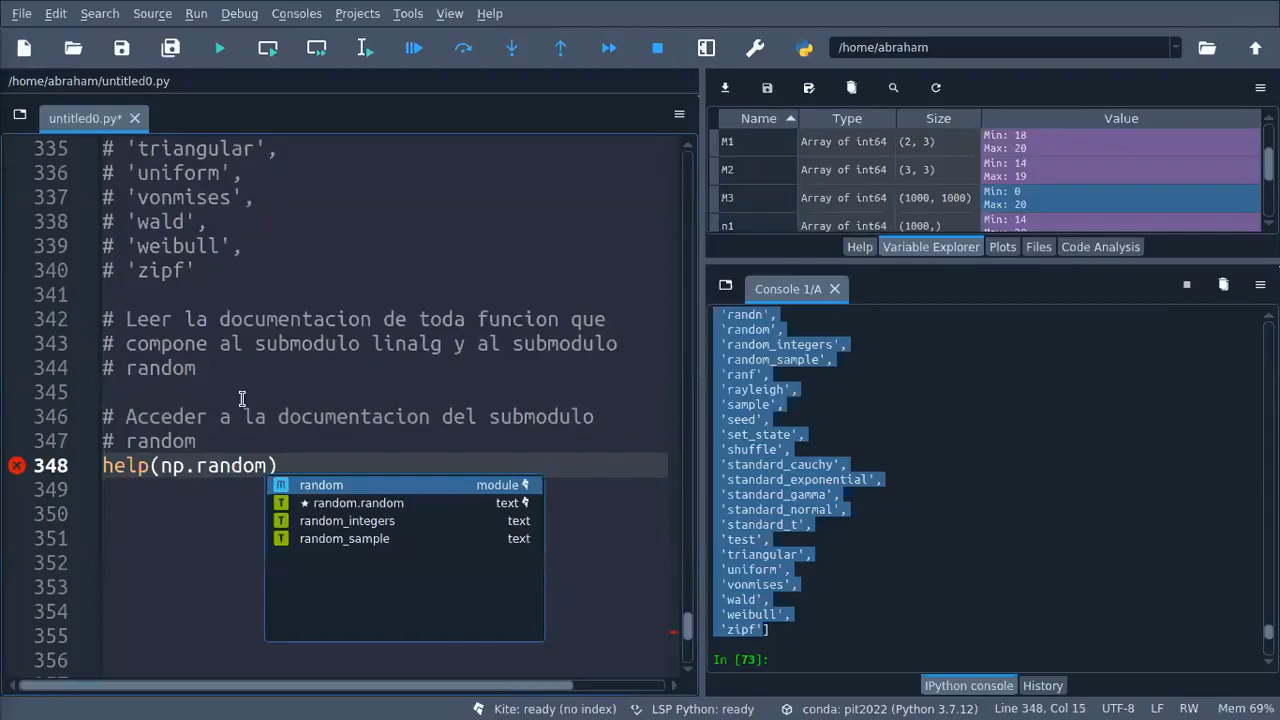 File Edit Search Source Run Debug Consoles Projects Tools View Help
/home/abraham
/home/abraham/untitled0.py
untitled0.py*
335 # 'triangular',
336 # 'uniform',
337 # 'vonmises',
338 # 'wald',
339 # 'weibull',
340 # 'zipf'
341
342 # Leer la documentacion de toda funcion que
343 # compone al submodulo linalg y al submodulo
344 # random
345
346 # Acceder a la documentacion del submodulo
347 # random
348 help(np.random)
349
350
351
352
353
354
355
356
random module
★ random.random text
random_integers text
random_sample text
Name Type Size Value
M1 Array of int64 (2, 3) Min: 18
Max: 20
M2 Array of int64 (3, 3) Min: 14
Max: 19
M3 Array of int64 (1000, 1000) Min: 0
Max: 20
n1 Array of int64 (1000,) Min: 14
Help Variable Explorer Plots Files Code Analysis
Console 1/A
'randn',
'random',
'random_integers',
'random_sample',
'ranf',
'rayleigh',
'sample',
'seed',
'set_state',
'shuffle',
'standard_cauchy',
'standard_exponential',
'standard_gamma',
'standard_normal',
'standard_t',
'test',
'triangular',
'uniform',
'vonmises',
'wald',
'weibull',
'zipf']
In [73]:
IPython console History
Kite: ready (no index) LSP Python: ready conda: pit2022 (Python 3.7.12) Line 348, Col 15 UTF-8 LF RW Mem 69%